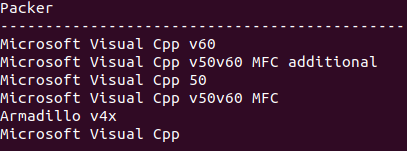 Packer
--------------------------------------------------
Microsoft Visual Cpp v60
Microsoft Visual Cpp v50v60 MFC additional
Microsoft Visual Cpp 50
Microsoft Visual Cpp v50v60 MFC
Armadillo v4x
Microsoft Visual Cpp